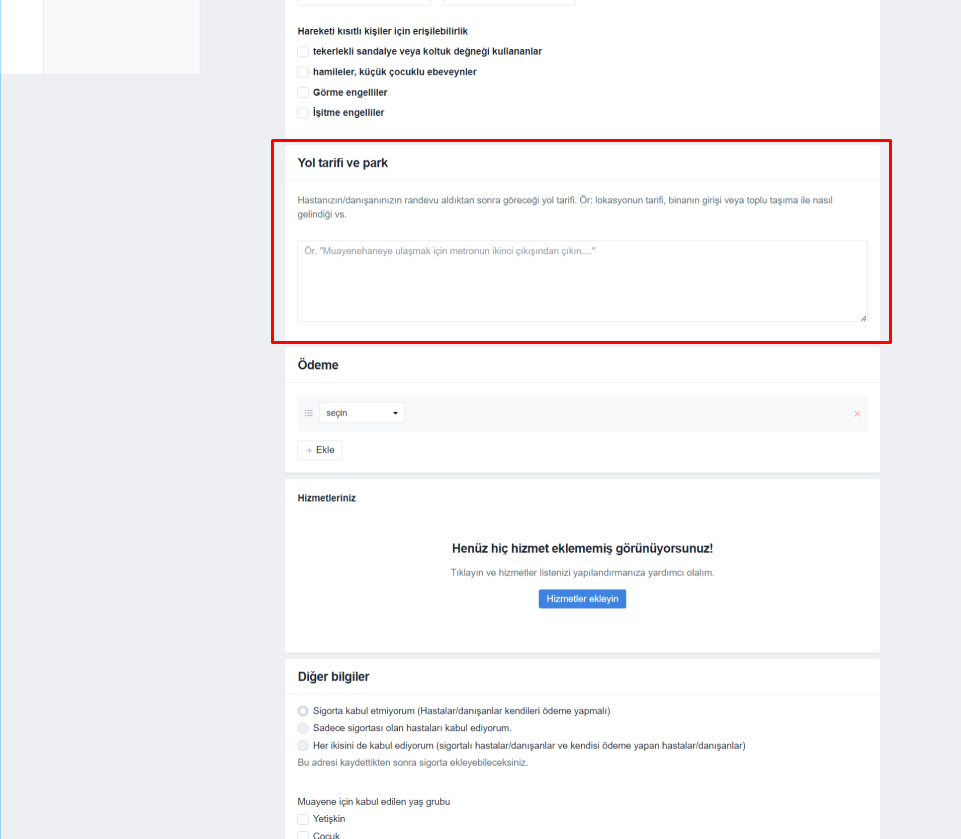 Hareketi kısıtlı kişiler için erişilebilirlik
tekerlekli sandalye veya koltuk değneği kullananlar
hamileler, küçük çocuklu ebeveynler
Görme engelliler
İşitme engelliler
Yol tarifi ve park
Hastanızın/danışanınızın randevu aldıktan sonra göreceği yol tarifi. Ör: lokasyonun tarifi, binanın girişi veya toplu taşıma ile nasıl
gelindiği vs.
Ör. "Muayenehaneye ulaşmak için metronun ikinci çıkışından çıkın...."
Ödeme
seçin
+ Ekle
Hizmetleriniz
Henüz hiç hizmet eklememiş görünüyorsunuz!
Tıklayın ve hizmetler listenizi yapılandırmanıza yardımcı olalım.
Hizmetler ekleyin
Diğer bilgiler
Sigorta kabul etmiyorum (Hastalar/danışanlar kendileri ödeme yapmalı)
Sadece sigortası olan hastaları kabul ediyorum.
Her ikisini de kabul ediyorum (sigortalı hastalar/danışanlar ve kendisi ödeme yapan hastalar/danışanlar)
Bu adresi kaydettikten sonra sigorta ekleyebileceksiniz.
Muayene için kabul edilen yaş grubu
Yetişkin
Çocuk